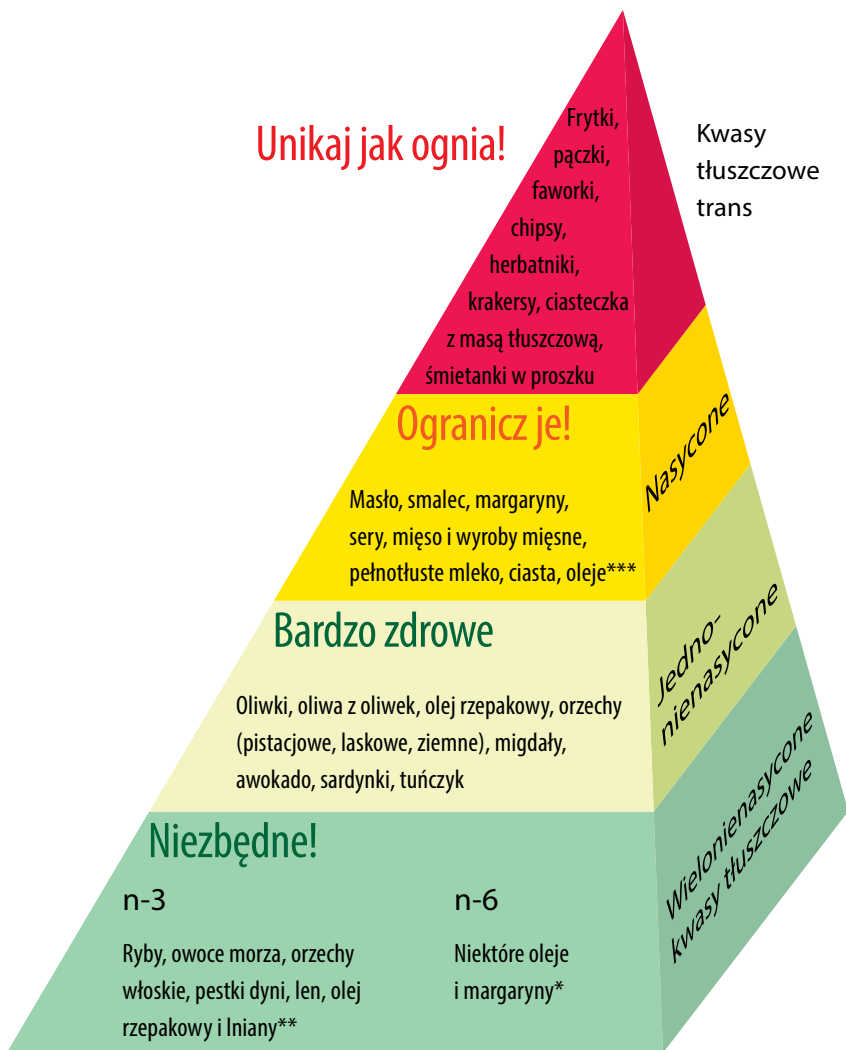 Unikaj jak ognia!
Frytki,
pączki,
faworki,
chipsy,
herbatniki,
krakersy, ciasteczka
z masą tłuszczową,
śmietanki w proszku
Kwasy
tłuszczowe
trans
Ogranicz je!
Masło, smalec, margaryny,
sery, mięso i wyroby mięsne,
pełnotłuste mleko, ciasta, oleje***
Nasycone
Bardzo zdrowe
Oliwki, oliwa z oliwek, olej rzepakowy, orzechy
(pistacjowe, laskowe, ziemne), migdały,
awokado, sardynki, tuńczyk
Jedno-
nienasycone
Niezbędne!
n-3
Ryby, owoce morza, orzechy
włoskie, pestki dyni, len, olej
rzepakowy i lniany**
n-6
Niektóre oleje
i margaryny*
Wielonienasycone
kwasy tłuszczowe